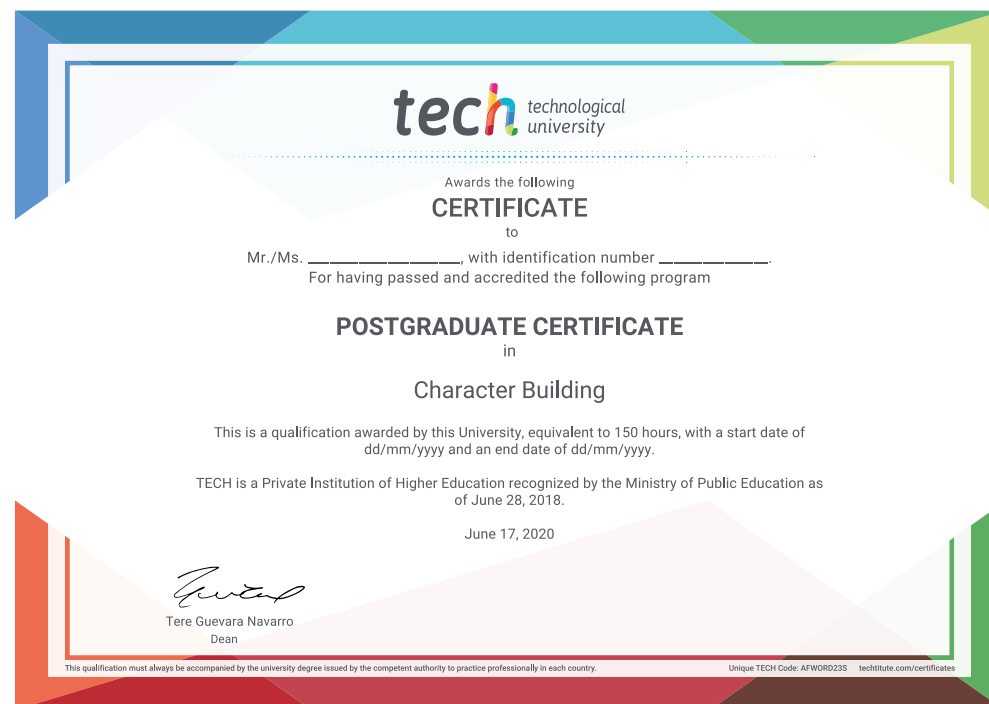 tech technological
university
Awards the following
CERTIFICATE
to
Mr./Ms. ____________________, with identification number ______________.
For having passed and accredited the following program
POSTGRADUATE CERTIFICATE
in
Character Building
This is a qualification awarded by this University, equivalent to 150 hours, with a start date of
dd/mm/yyyy and an end date of dd/mm/yyyy.
TECH is a Private Institution of Higher Education recognized by the Ministry of Public Education as
of June 28, 2018.
June 17, 2020
Tere Guevara Navarro
Dean
This qualification must always be accompanied by the university degree issued by the competent authority to practice professionally in each country.
Unique TECH Code: AFWORD23S techtitute.com/certificates